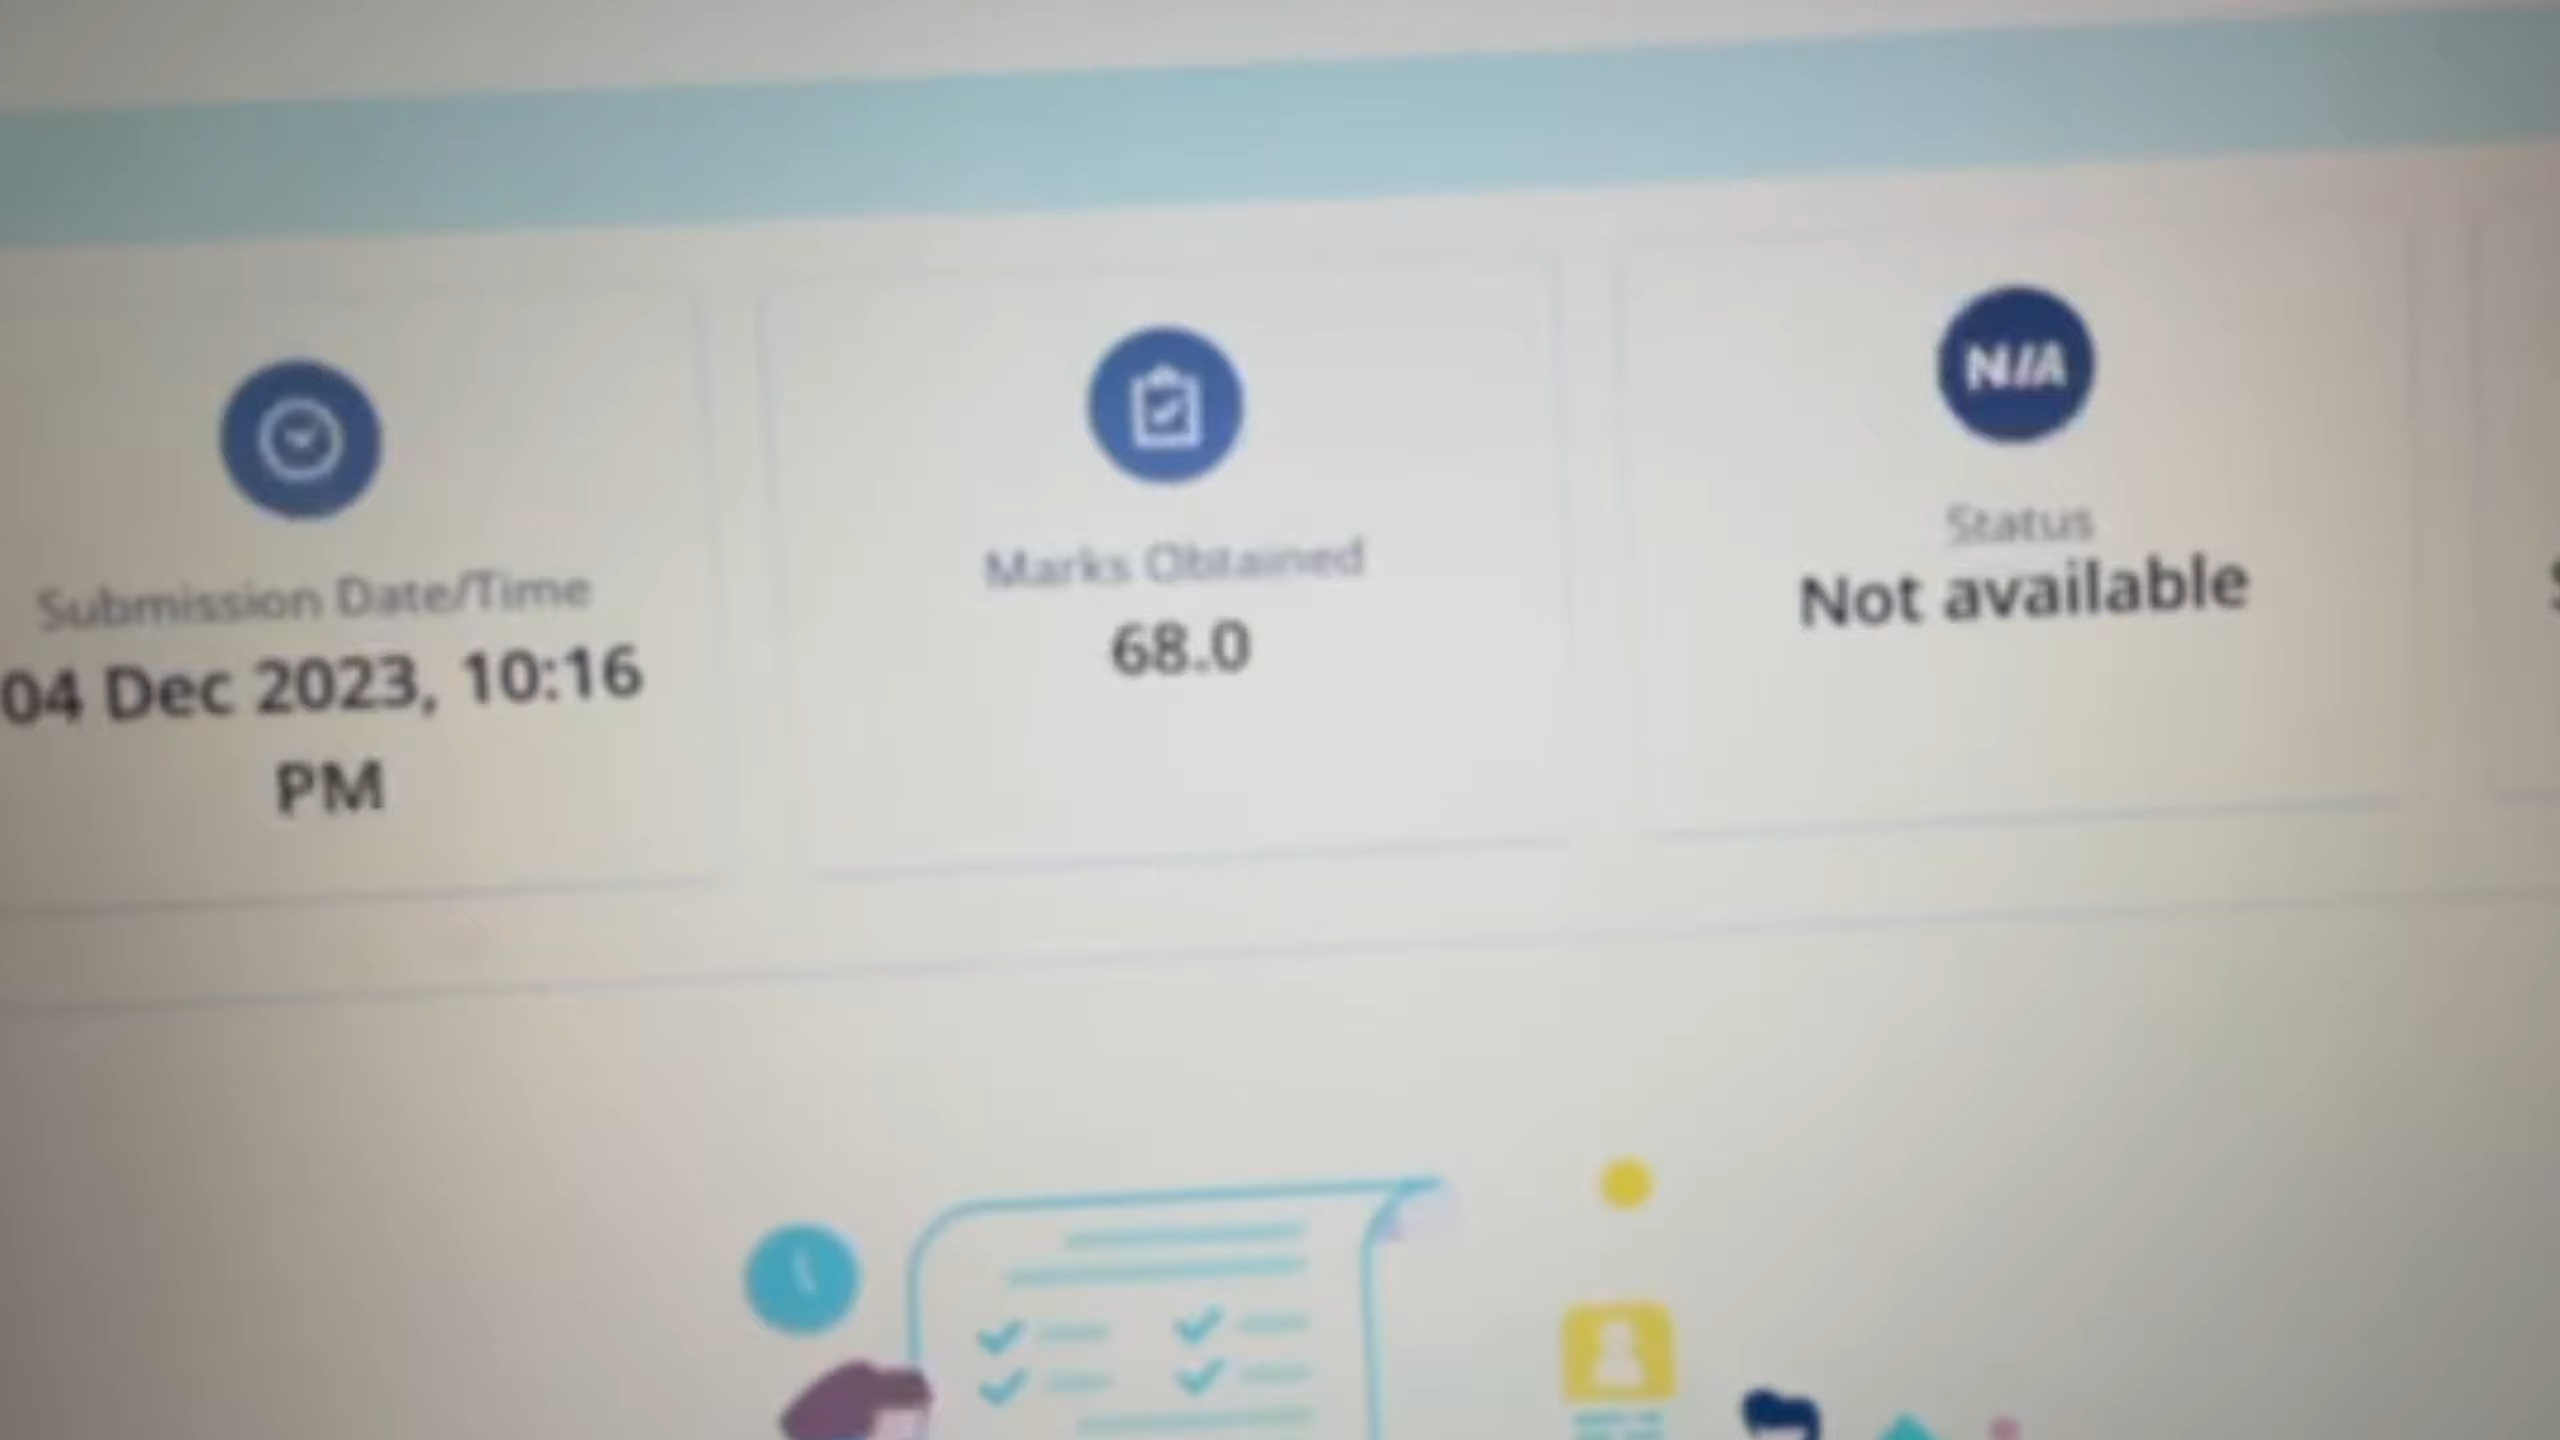 N/A
Submission Date/Time
04 Dec 2023, 10:16
PM
Marks Obtained
68.0
Status
Not available